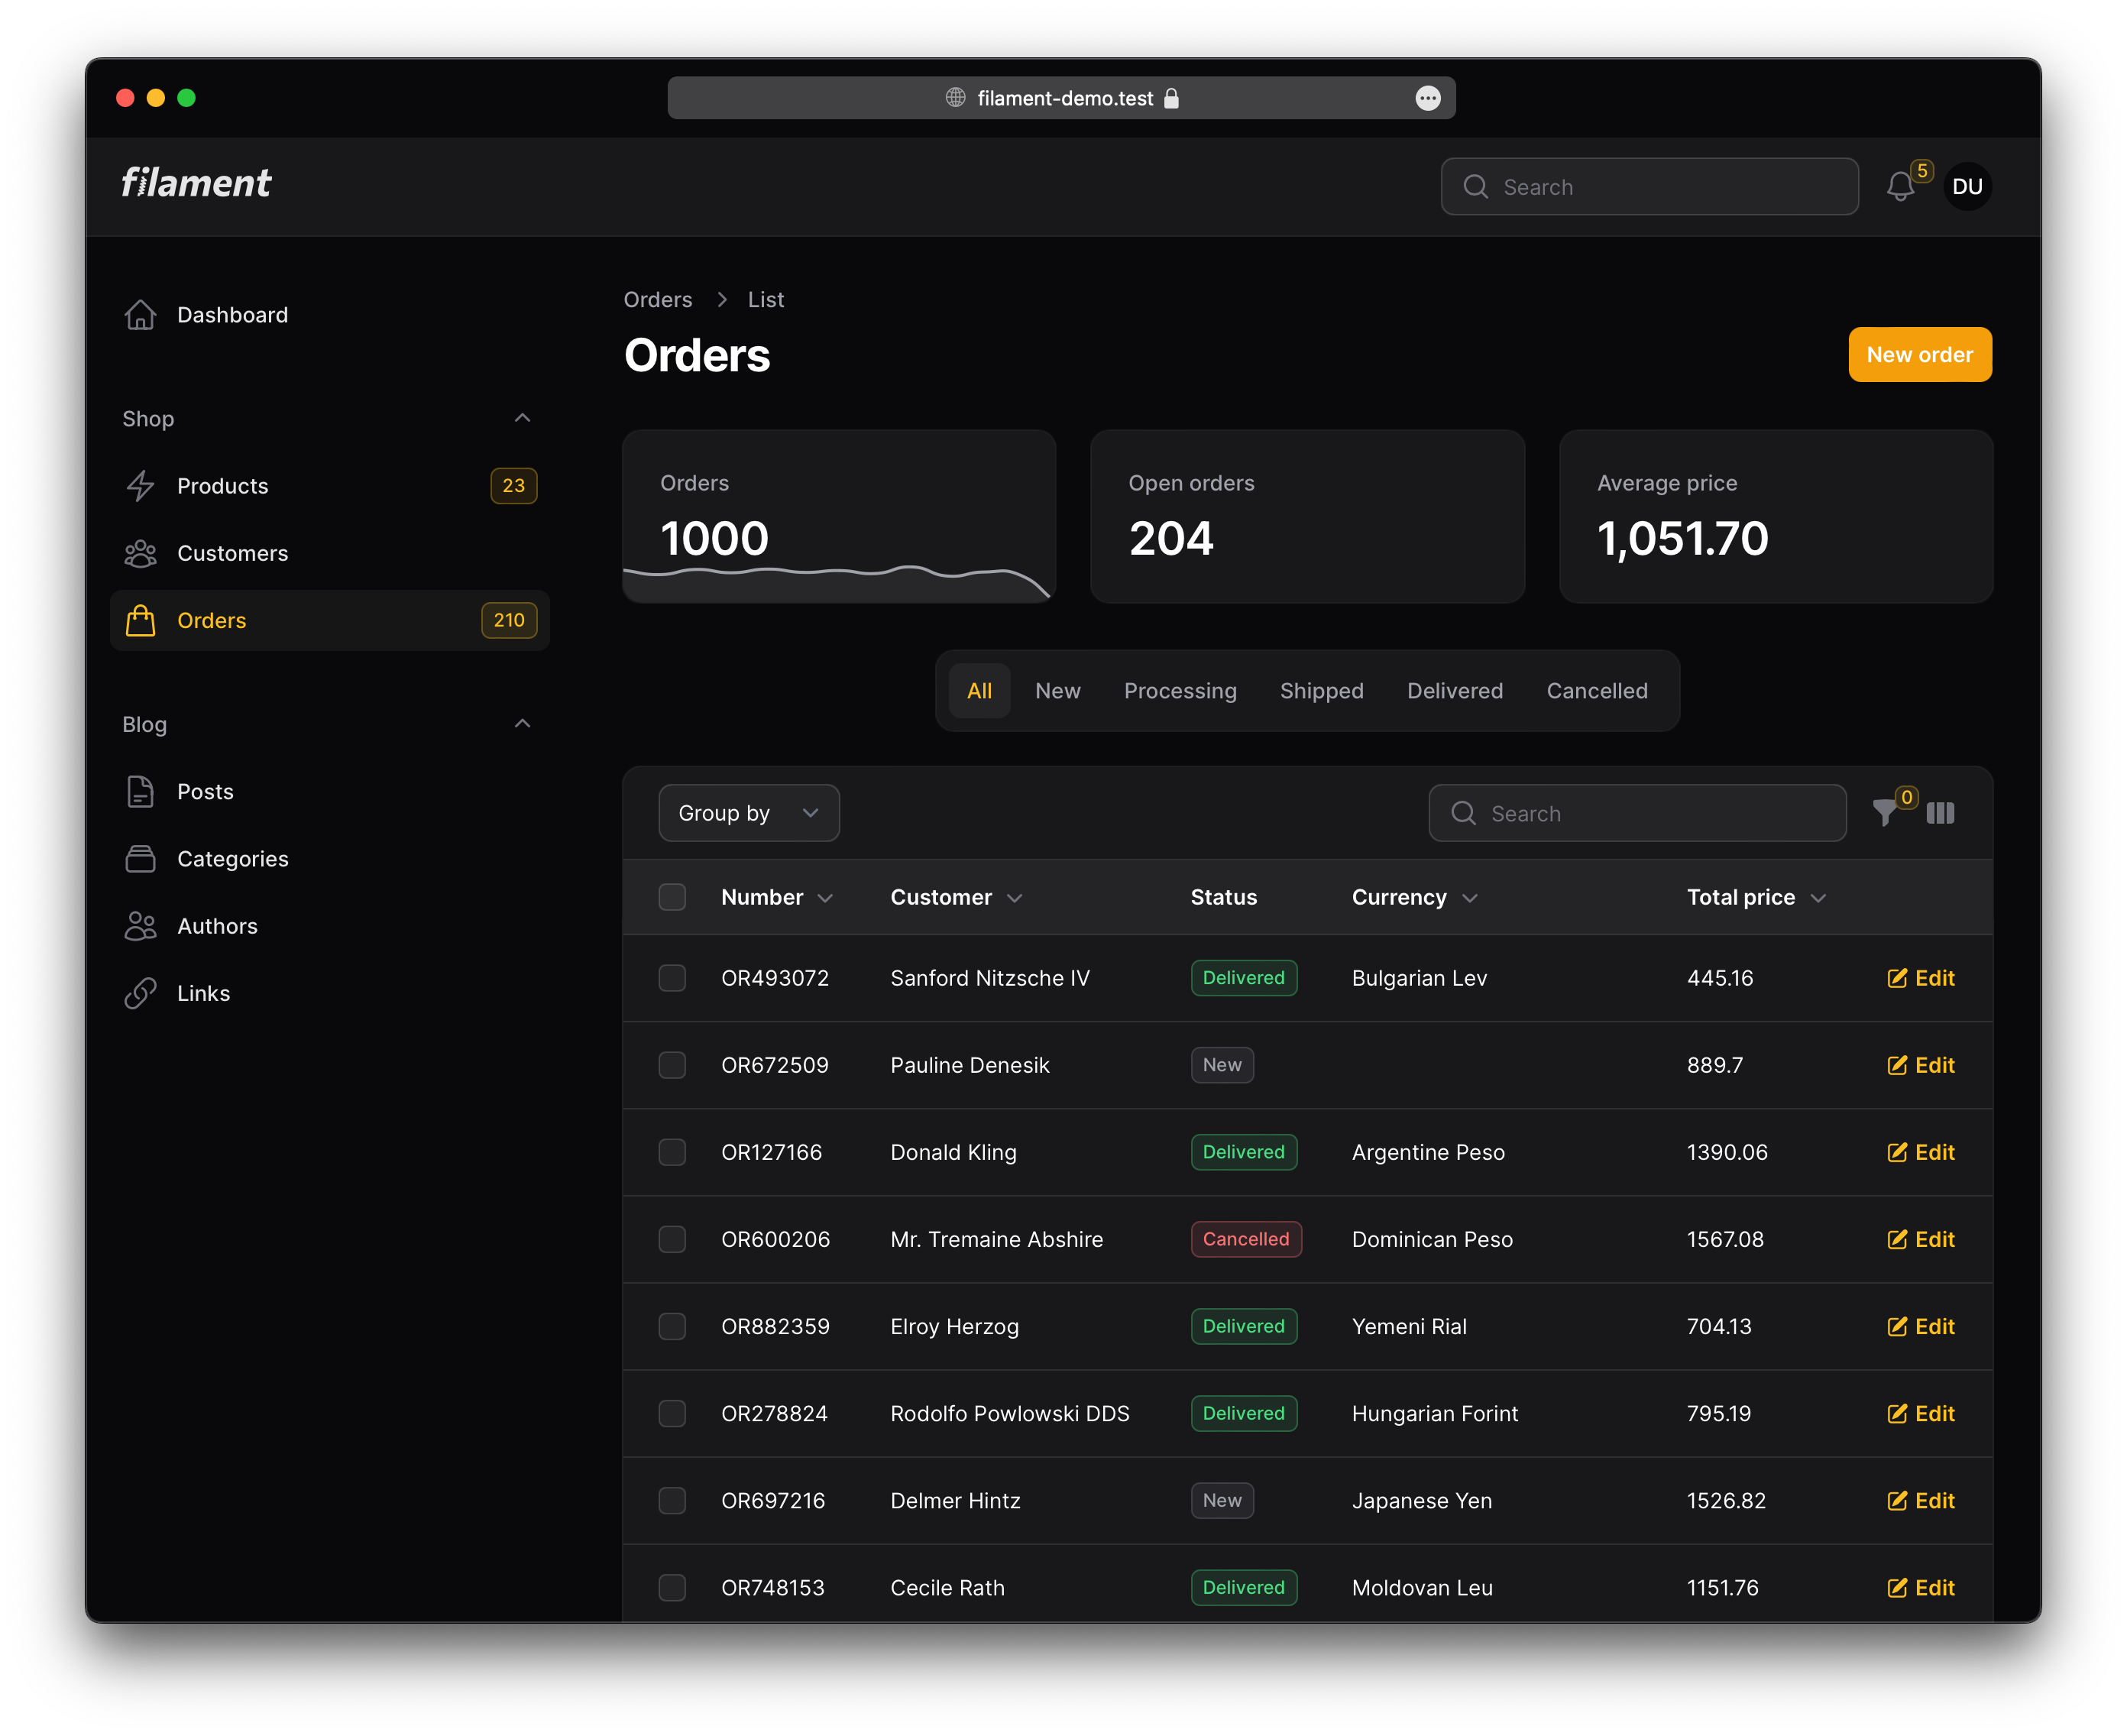 filament-demo.test
filament
Search
5
DU
Dashboard
Shop
Products 23
Customers
Orders 210
Blog
Posts
Categories
Authors
Links
Orders > List
Orders
New order
Orders
1000
Open orders
204
Average price
1,051.70
All New Processing Shipped Delivered Cancelled
Group by
Search
0
Number Customer Status Currency Total price
OR493072 Sanford Nitzsche IV Delivered Bulgarian Lev 445.16 Edit
OR672509 Pauline Denesik New 889.7 Edit
OR127166 Donald Kling Delivered Argentine Peso 1390.06 Edit
OR600206 Mr. Tremaine Abshire Cancelled Dominican Peso 1567.08 Edit
OR882359 Elroy Herzog Delivered Yemeni Rial 704.13 Edit
OR278824 Rodolfo Powlowski DDS Delivered Hungarian Forint 795.19 Edit
OR697216 Delmer Hintz New Japanese Yen 1526.82 Edit
OR748153 Cecile Rath Delivered Moldovan Leu 1151.76 Edit